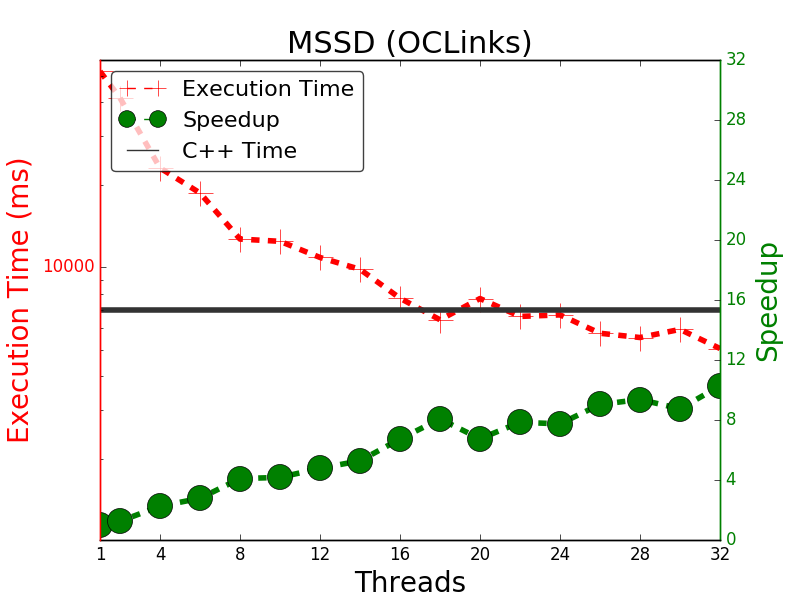 MSSD (OCLinks)
Execution Time
Speedup
C++ Time
Execution Time (ms)
10000
Speedup
32
28
24
20
16
12
8
4
0
1 4 8 12 16 20 24 28 32
Threads